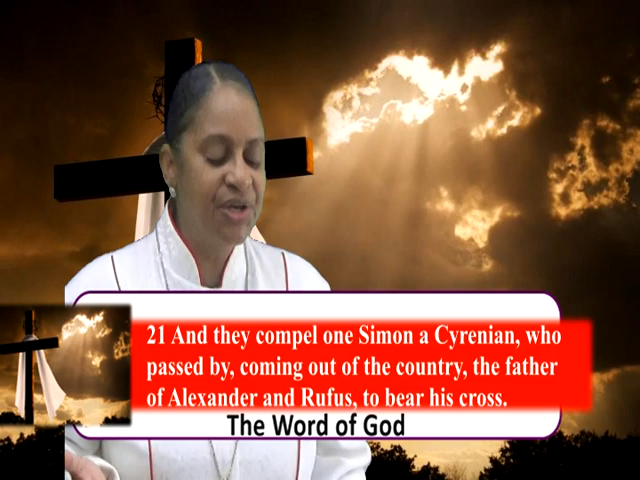 21 And they compel one Simon a Cyrenian, who
passed by, coming out of the country, the father
of Alexander and Rufus, to bear his cross.
The Word of God